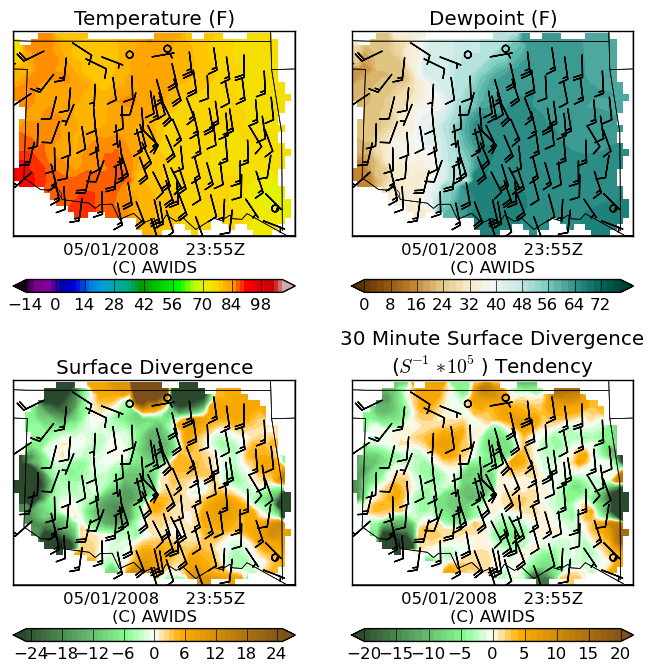 Temperature (F)
Dewpoint (F)
05/01/2008 23:55Z
(C) AWIDS
05/01/2008 23:55Z
(C) AWIDS
−14 0 14 28 42 56 70 84 98
0 8 16 24 32 40 48 56 64 72
Surface Divergence
30 Minute Surface Divergence
(S⁻¹ *10⁵ ) Tendency
05/01/2008 23:55Z
(C) AWIDS
05/01/2008 23:55Z
(C) AWIDS
−24 −18 −12 −6 0 6 12 18 24
−20 −15 −10 −5 0 5 10 15 20